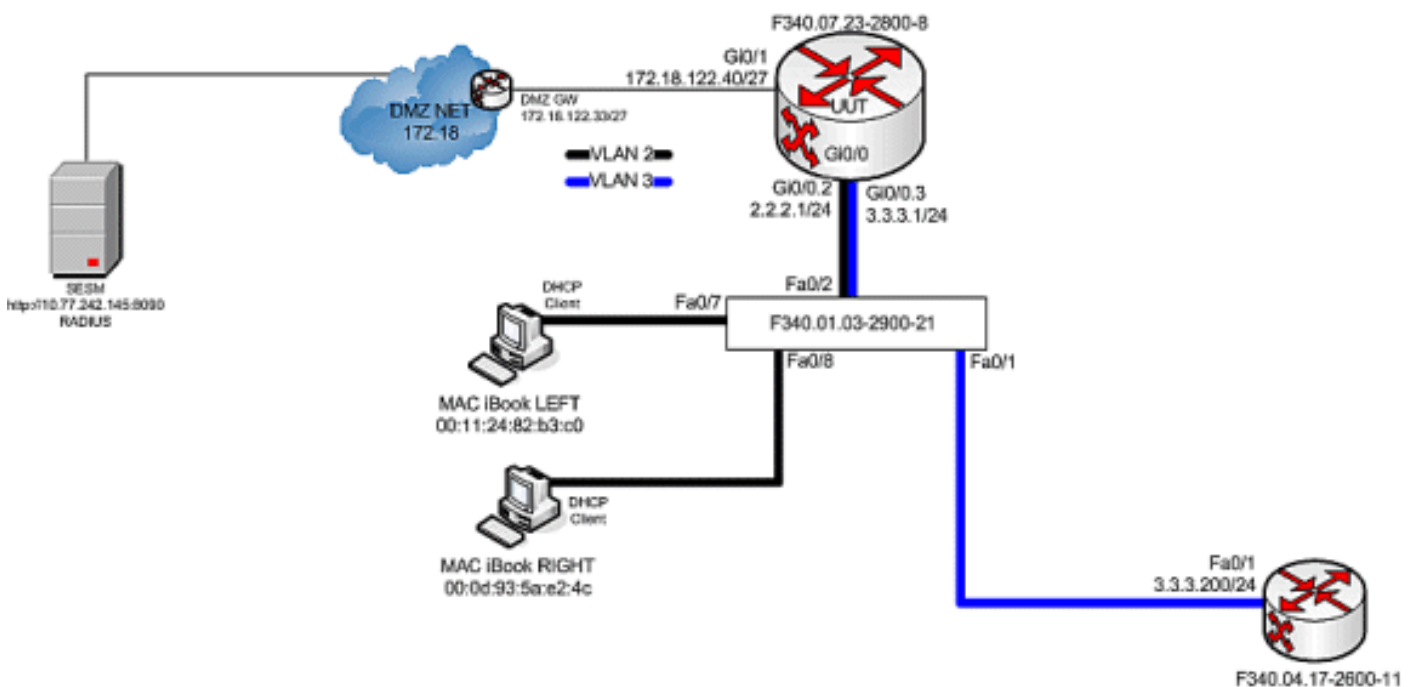 F340.07.23-2800-8
Gi0/1
172.18.122.40/27
DMZ GW
172.18.122.33/27
DMZ NET
172.18
UUT
Gi0/0
VLAN 2
VLAN 3
Gi0/0.2
2.2.2.1/24
Gi0/0.3
3.3.3.1/24
SESM
http://10.77.242.145:8090
RADIUS
Fa0/2
DHCP
Client
Fa0/7
F340.01.03-2900-21
Fa0/8
Fa0/1
MAC iBook LEFT
00:11:24:82:b3:c0
DHCP
Client
MAC iBook RIGHT
00:0d:93:5a:e2:4c
Fa0/1
3.3.3.200/24
F340.04.17-2600-11